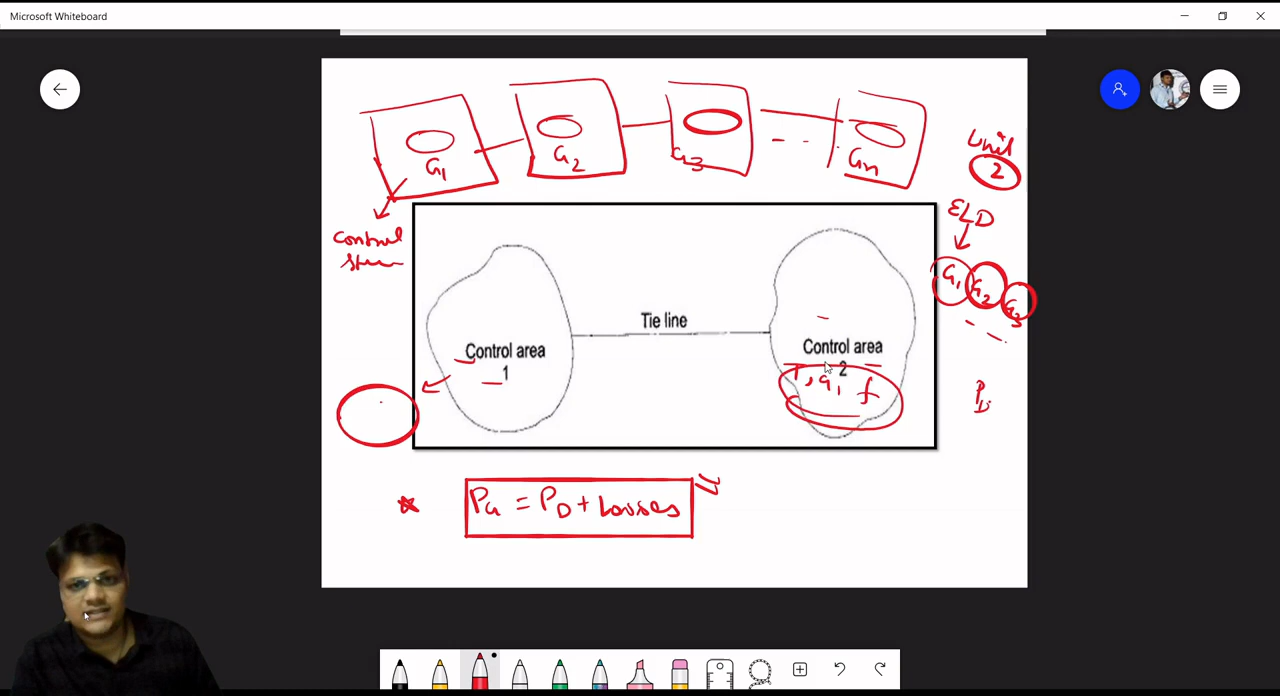 Microsoft Whiteboard
G1
G2
G3
Gn
Unit
2
ELD
G1 G2 G3
Control
Tie line
Control area
1
Control area
2
f
PD
PG = PD + Losses